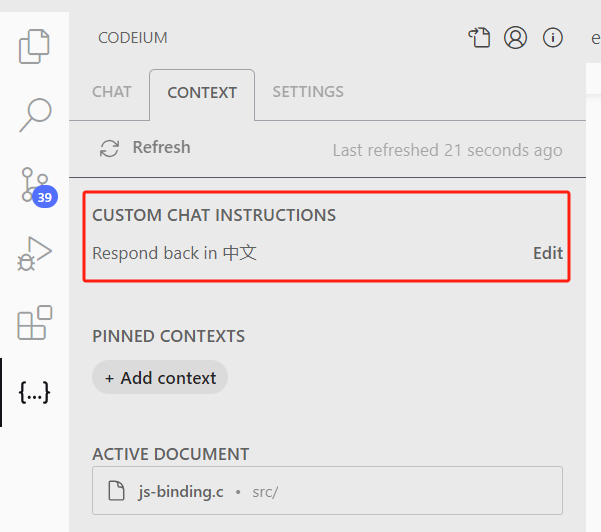 CODEIUM
e
CHAT CONTEXT SETTINGS
Refresh Last refreshed 21 seconds ago
CUSTOM CHAT INSTRUCTIONS
Respond back in 中文 Edit
39
PINNED CONTEXTS
+ Add context
{...}
ACTIVE DOCUMENT
js-binding.c • src/